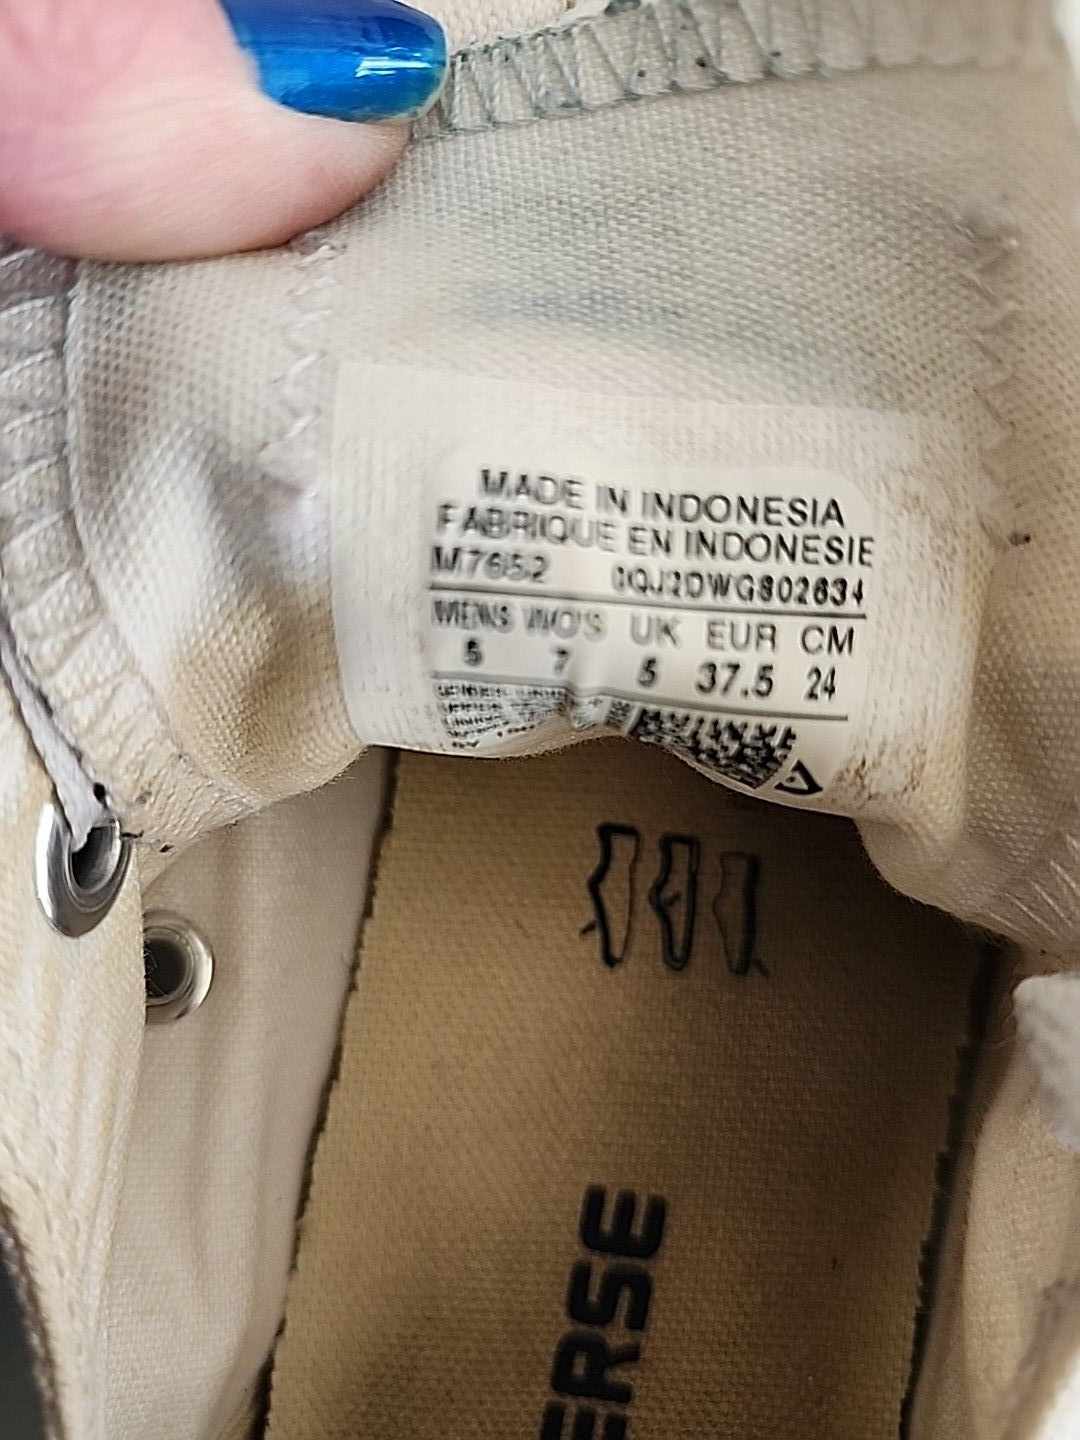 MADE IN INDONESIA
FABRIQUE EN INDONESIE
M7652
MENS WO'S UK EUR CM
5 7 5 37.5 24
ERSE